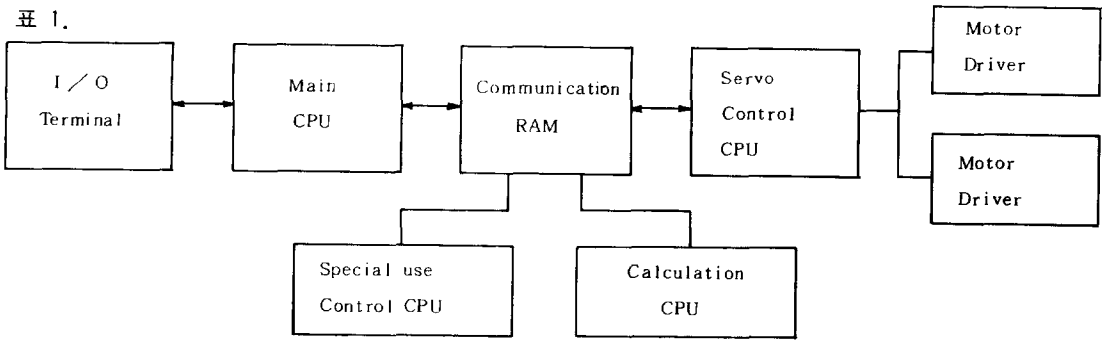 표 1.
I／O
Terminal
Main
CPU
Communication
RAM
Servo
Control
CPU
Motor
Driver
Motor
Driver
Special use
Control CPU
Calculation
CPU